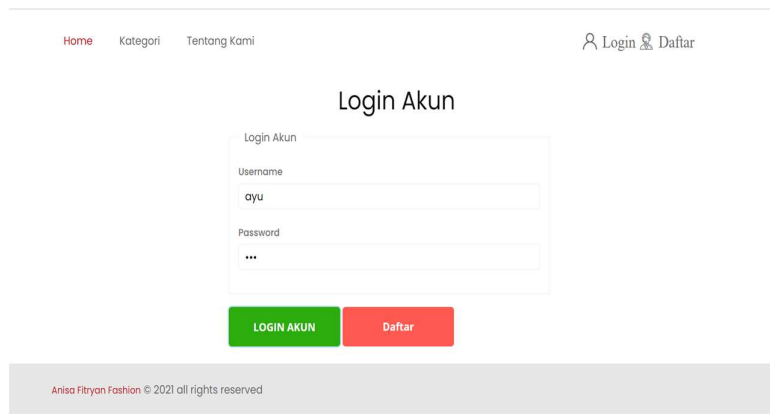 Home Kategori Tentang Kami Login Daftar
Login Akun
Login Akun
Username
ayu
Password
•••
LOGIN AKUN Daftar
Anisa Fitryan Fashion © 2021 all rights reserved